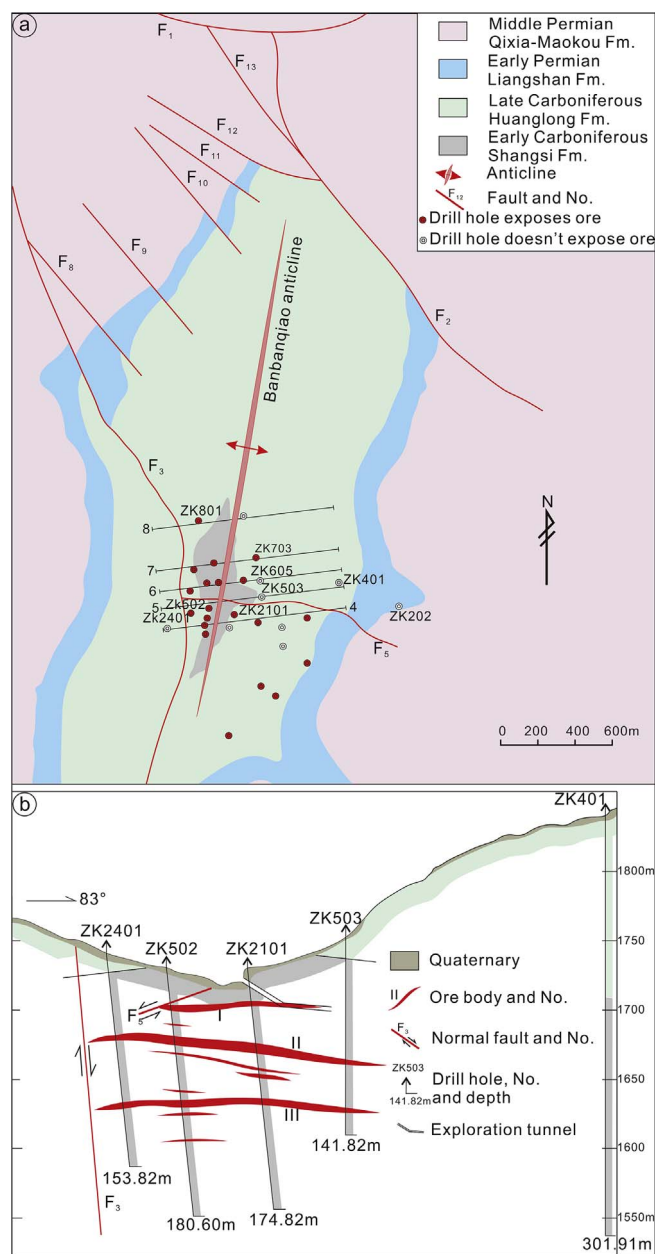 a
F1
F13
F12
F11
F10
F9
F8
F2
F3
F5
Banbanqiao anticline
Middle Permian
Qixia-Maokou Fm.
Early Permian
Liangshan Fm.
Late Carboniferous
Huanglong Fm.
Early Carboniferous
Shangsi Fm.
Anticline
F12 Fault and No.
Drill hole exposes ore
Drill hole doesn't expose ore
N
ZK801
8
ZK703
7
ZK605
6
ZK401
ZK503
5
Zk502
ZK2101
4
ZK202
Zk2401
0 200 400 600m
b
ZK401
83°
ZK2401
ZK502
ZK2101
ZK503
1800m
1750
1700
1650
1600
1550
F5
I
II
III
F3
153.82m
180.60m
174.82m
141.82m
301.91m
Quaternary
II Ore body and No.
F3 Normal fault and No.
ZK503
141.82m
Drill hole, No.
and depth
Exploration tunnel